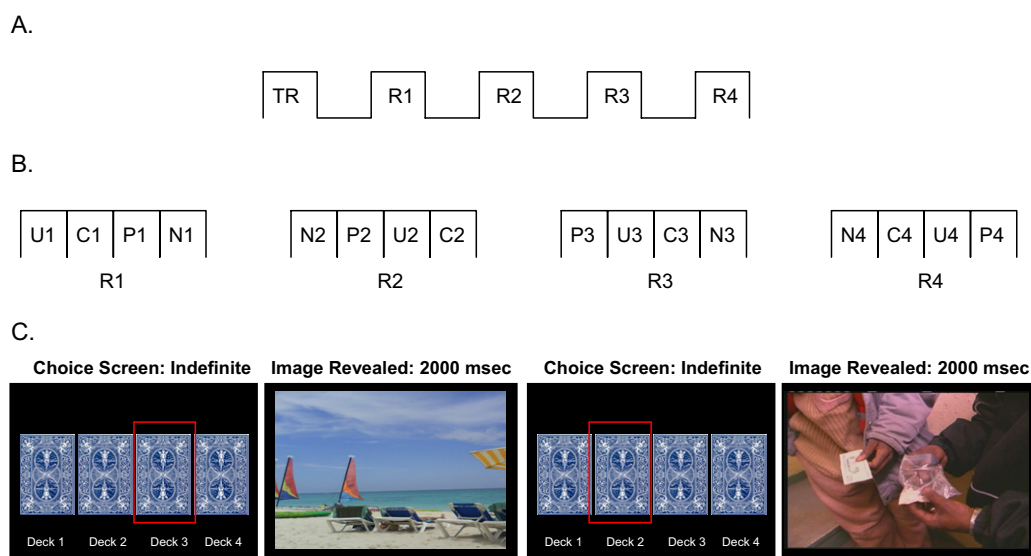 A.
TR R1 R2 R3 R4
B.
U1 C1 P1 N1 N2 P2 U2 C2 P3 U3 C3 N3 N4 C4 U4 P4
R1 R2 R3 R4
C.
Choice Screen: Indefinite Image Revealed: 2000 msec Choice Screen: Indefinite Image Revealed: 2000 msec
Deck 1 Deck 2 Deck 3 Deck 4 Deck 1 Deck 2 Deck 3 Deck 4